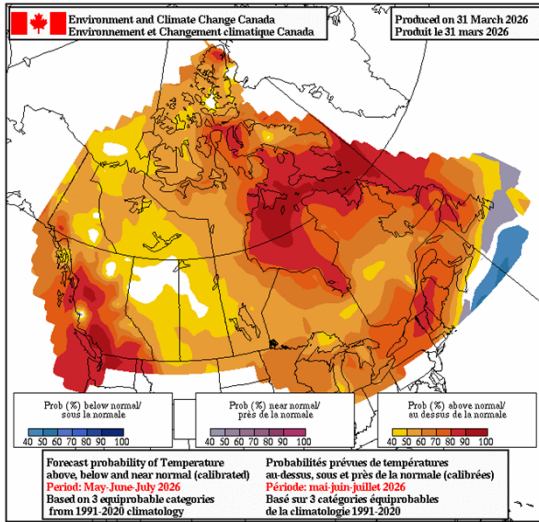 Environment and Climate Change Canada
Environnement et Changement climatique Canada
Produced on 31 March 2026
Produit le 31 mars 2026
Prob (%) below normal/
sous la normale
40 50 60 70 80 90 100
Prob (%) near normal/
près de la normale
40 50 60 70 80 90 100
Prob (%) above normal/
au dessus de la normale
40 50 60 70 80 90 100
Forecast probability of Temperature
above, below and near normal (calibrated)
Period: May-June-July 2026
Based on 3 equiprobable categories
from 1991-2020 climatology
Probabilités prévues de températures
au-dessus, sous et près de la normale (calibrées)
Période: mai-juin-juillet 2026
Basé sur 3 catégories équiprobables
de la climatologie 1991-2020